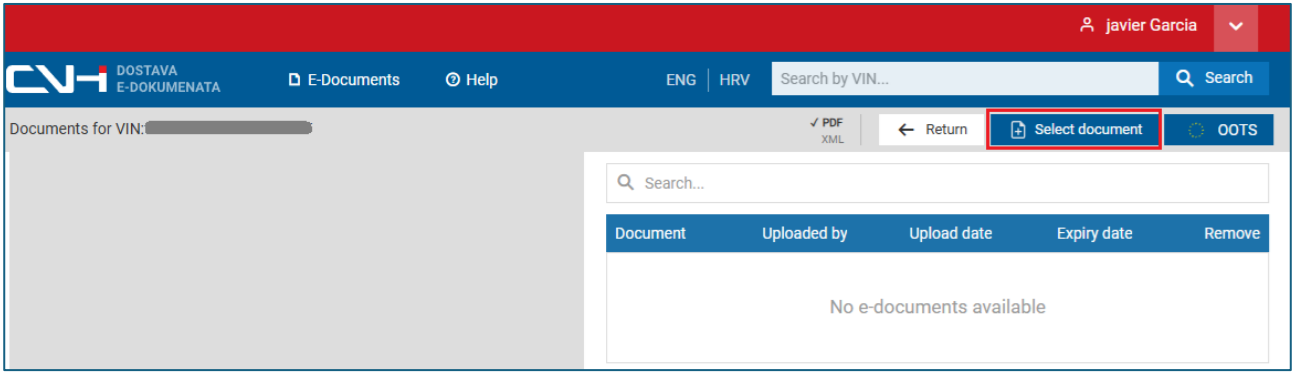 javier Garcia
CVH DOSTAVA
E-DOKUMENATA
E-Documents
Help
ENG | HRV
Search by VIN...
Search
Documents for VIN:
✓ PDF
XML
← Return
Select document
OOTS
Search...
Document Uploaded by Upload date Expiry date Remove
No e-documents available